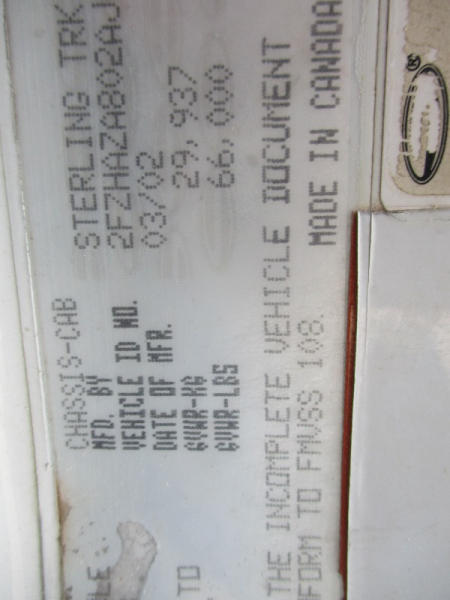 CHASSIS-CAB
MFD. BY STERLING TRK
VEHICLE ID NO. 2FZHAZA802AJ
DATE OF MFR. 03/02
GVWR-KG 29,937
GVWR-LBS 66,000
TO
THE INCOMPLETE VEHICLE DOCUMENT
FORM TO FMVSS 108. MADE IN CANADA